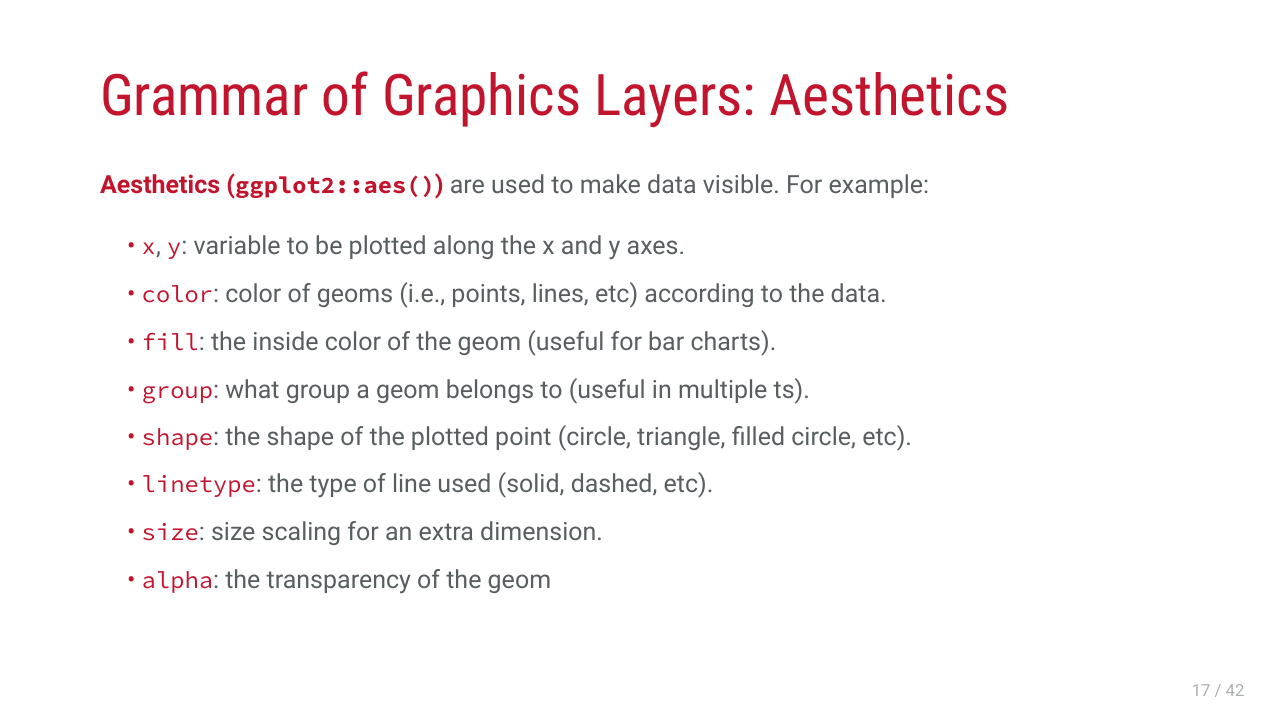 Grammar of Graphics Layers: Aesthetics
Aesthetics (ggplot2::aes()) are used to make data visible. For example:
• x, y: variable to be plotted along the x and y axes.
• color: color of geoms (i.e., points, lines, etc) according to the data.
• fill: the inside color of the geom (useful for bar charts).
• group: what group a geom belongs to (useful in multiple ts).
• shape: the shape of the plotted point (circle, triangle, filled circle, etc).
• linetype: the type of line used (solid, dashed, etc).
• size: size scaling for an extra dimension.
• alpha: the transparency of the geom
17 / 42